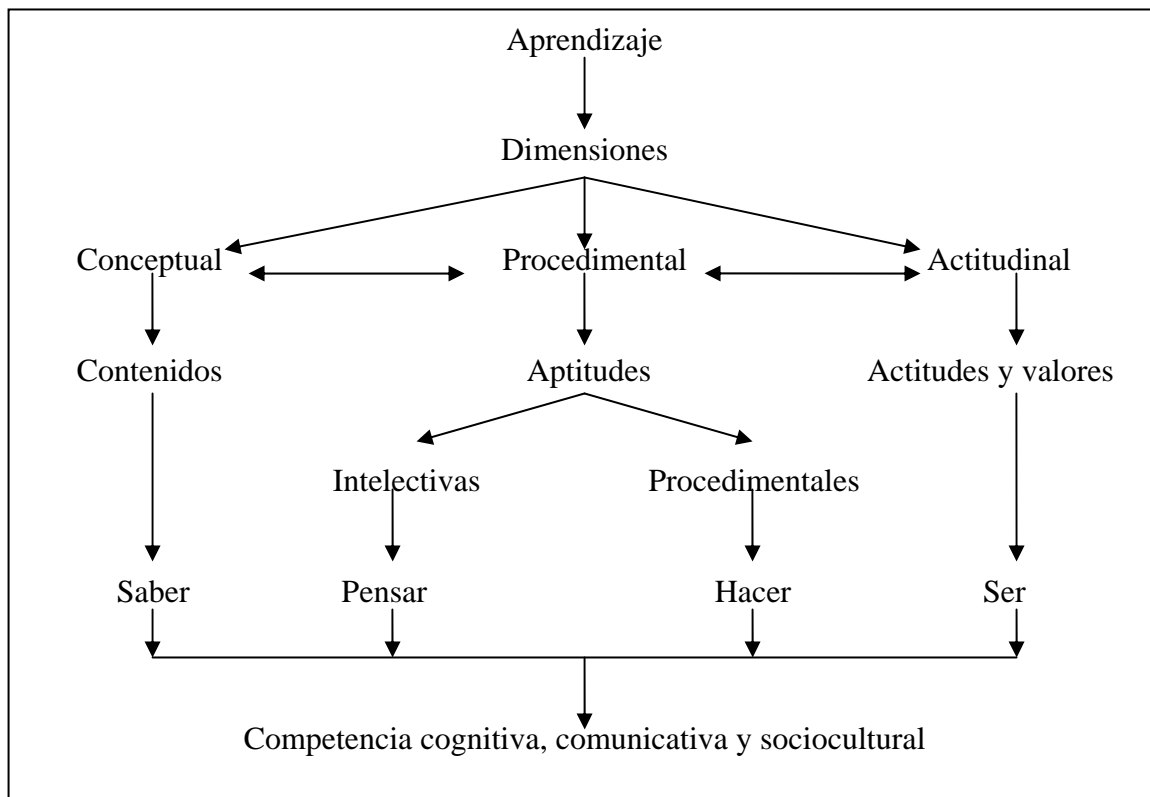 Aprendizaje
Dimensiones
Conceptual Procedimental Actitudinal
Contenidos Aptitudes Actitudes y valores
Intelectivas Procedimentales
Saber Pensar Hacer Ser
Competencia cognitiva, comunicativa y sociocultural